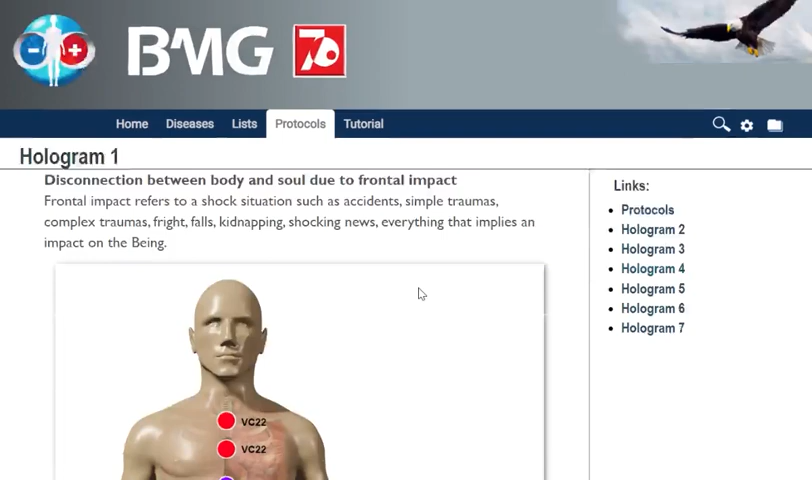 BMG 70
Home Diseases Lists Protocols Tutorial
Hologram 1
Disconnection between body and soul due to frontal impact
Frontal impact refers to a shock situation such as accidents, simple traumas,
complex traumas, fright, falls, kidnapping, shocking news, everything that implies an
impact on the Being.
Links:
Protocols
Hologram 2
Hologram 3
Hologram 4
Hologram 5
Hologram 6
Hologram 7
VC22
VC22